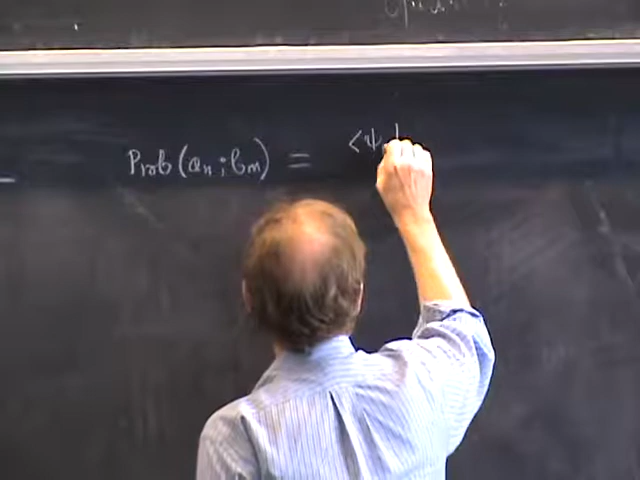 Prob(aₙ;bₘ) = <ψ|